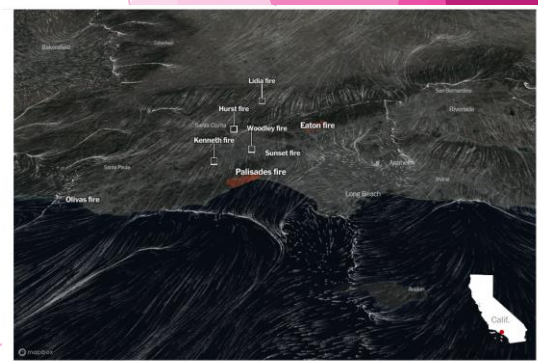 Bakersfield
Lidia fire
San Bernardino
Hurst fire
Riverside
Santa Clarita
Woodley fire
Eaton fire
Kenneth fire
Sunset fire
Anaheim
Santa Paula
Palisades fire
Irvine
Long Beach
Olivas fire
Avalon
Calif.
mapbox